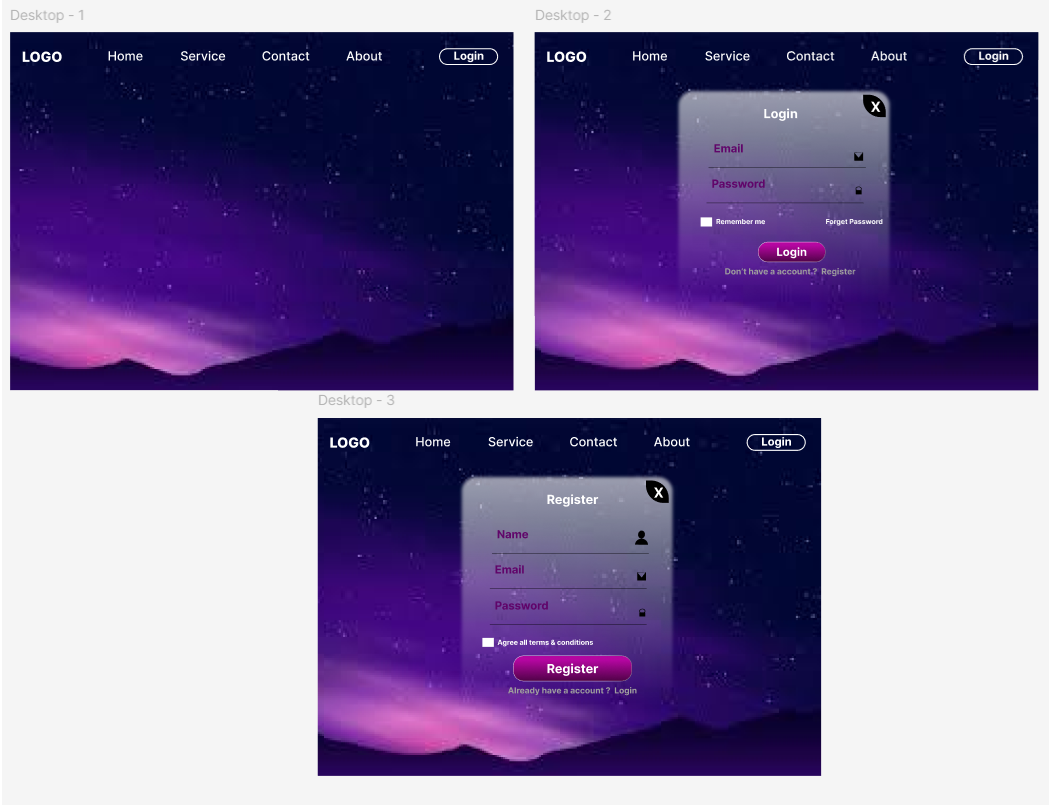 Desktop - 1
LOGO Home Service Contact About Login
Desktop - 2
LOGO Home Service Contact About Login
Login X
Email
Password
Remember me Forget Password
Login
Don't have a account.? Register
Desktop - 3
LOGO Home Service Contact About Login
Register X
Name
Email
Password
Agree all terms & conditions
Register
Already have a account ? Login